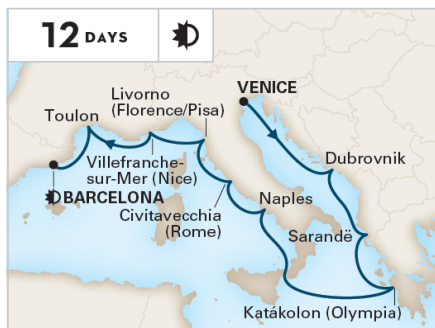 12 DAYS
Livorno
(Florence/Pisa)
VENICE
Toulon
Dubrovnik
Villefranche-
sur-Mer (Nice)
BARCELONA
Naples
Civitavecchia
(Rome)
Sarandë
Katákolon (Olympia)